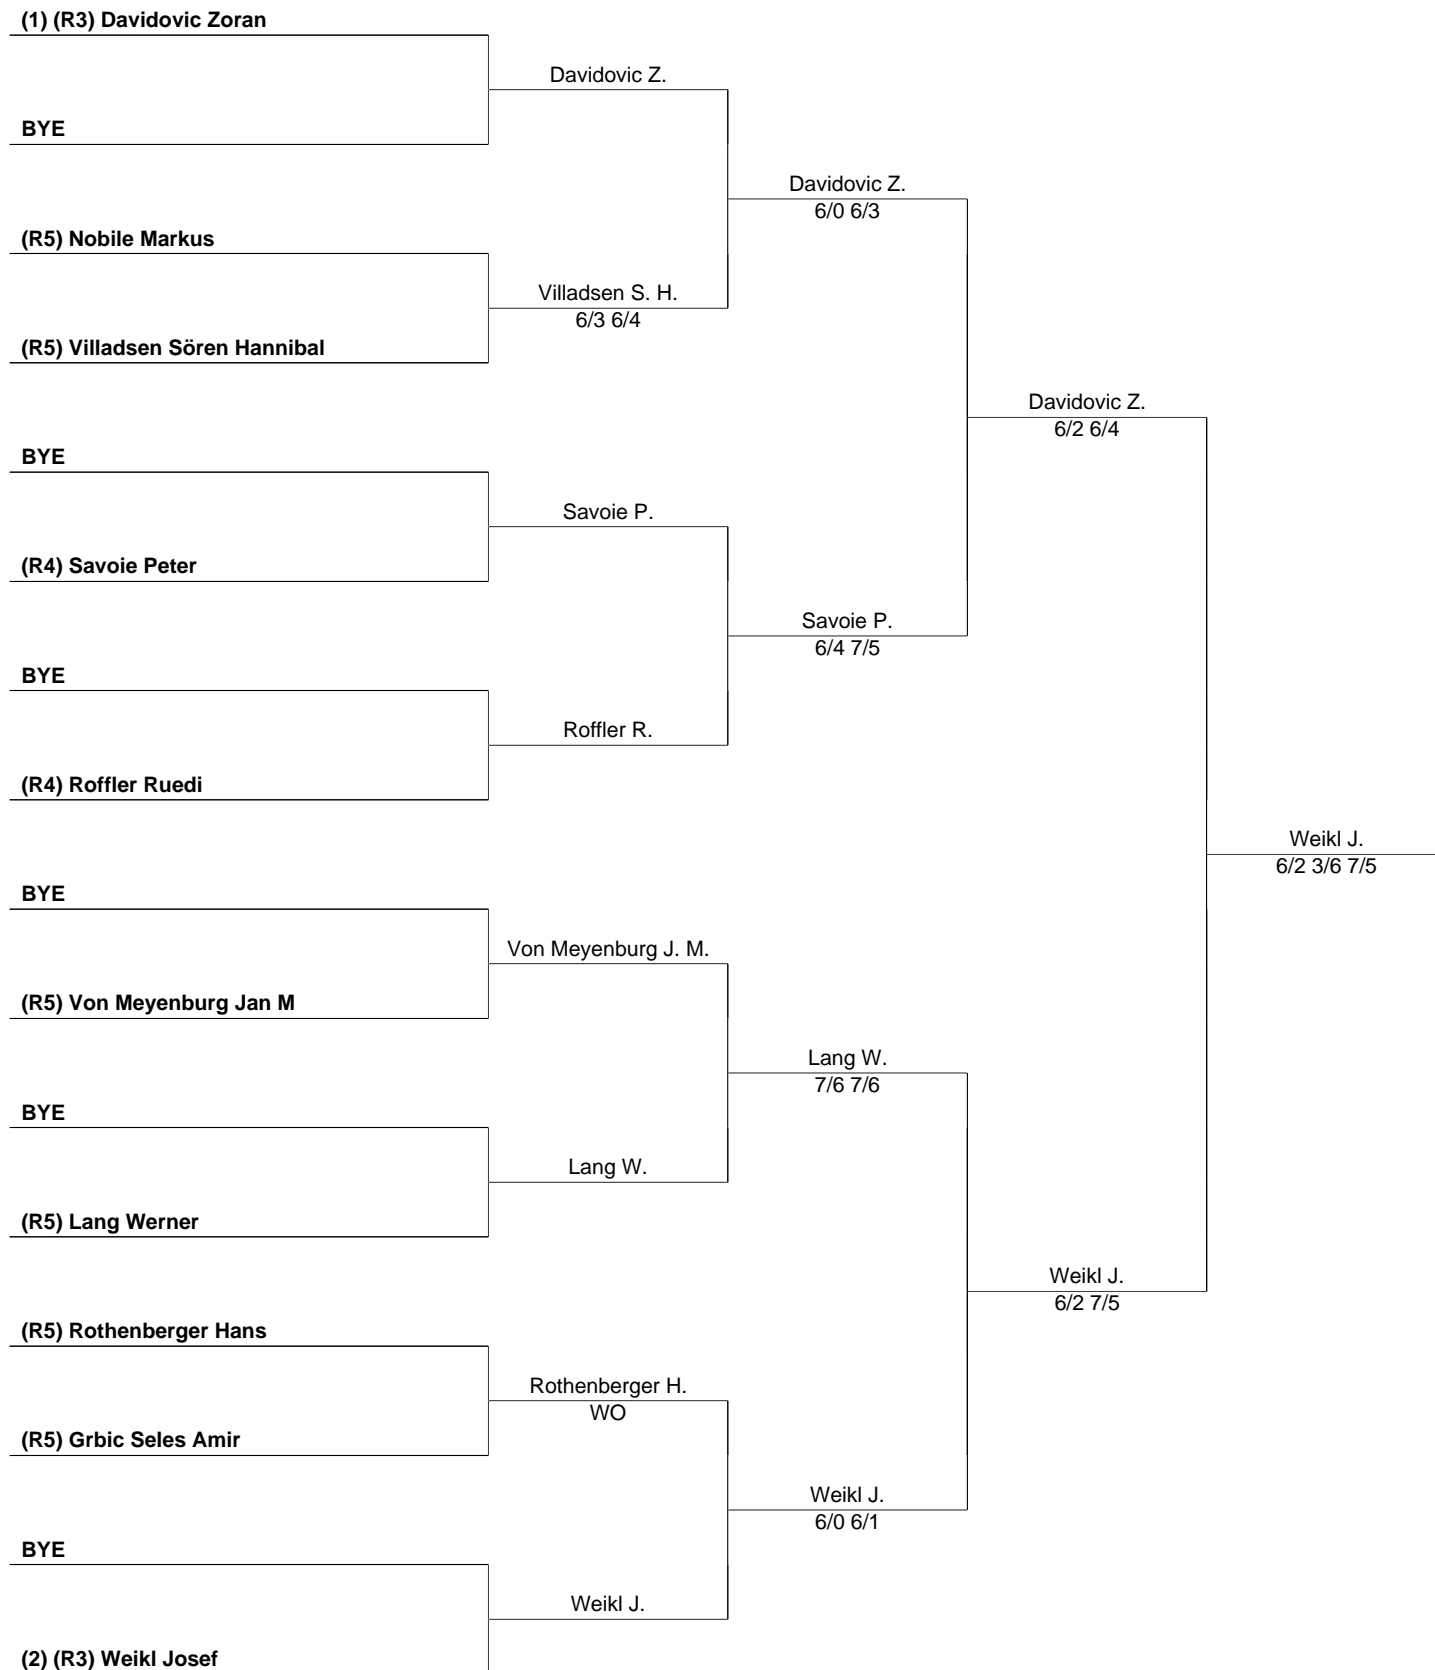 (1) (R3) Davidovic Zoran
Davidovic Z.
BYE
Davidovic Z.
6/0 6/3
(R5) Nobile Markus
Villadsen S. H.
6/3 6/4
(R5) Villadsen Sören Hannibal
Davidovic Z.
6/2 6/4
BYE
Savoie P.
(R4) Savoie Peter
Savoie P.
6/4 7/5
BYE
Roffler R.
(R4) Roffler Ruedi
Weikl J.
6/2 3/6 7/5
BYE
Von Meyenburg J. M.
(R5) Von Meyenburg Jan M
Lang W.
7/6 7/6
BYE
Lang W.
(R5) Lang Werner
Weikl J.
6/2 7/5
(R5) Rothenberger Hans
Rothenberger H.
WO
(R5) Grbic Seles Amir
Weikl J.
6/0 6/1
BYE
Weikl J.
(2) (R3) Weikl Josef